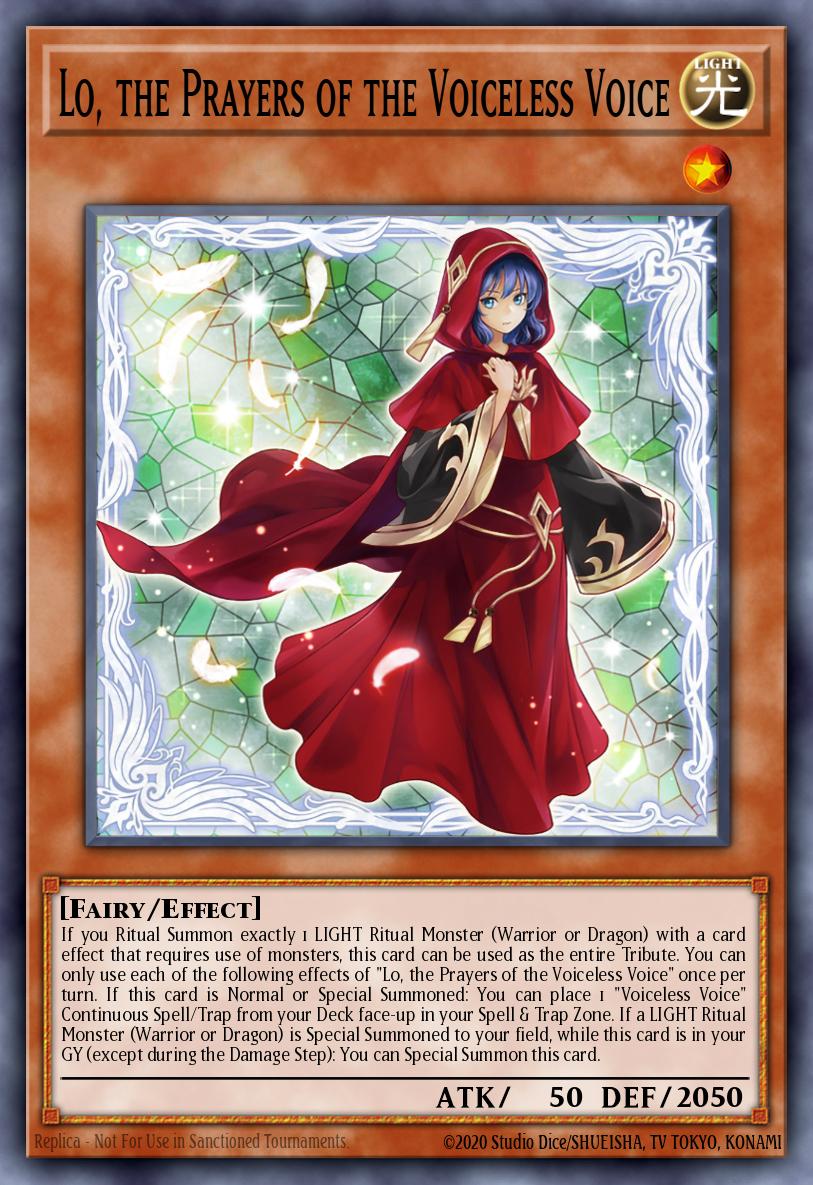 Lo, the Prayers of the Voiceless Voice
LIGHT
光
[Fairy/Effect]
If you Ritual Summon exactly 1 LIGHT Ritual Monster (Warrior or Dragon) with a card
effect that requires use of monsters, this card can be used as the entire Tribute. You can
only use each of the following effects of "Lo, the Prayers of the Voiceless Voice" once per
turn. If this card is Normal or Special Summoned: You can place 1 "Voiceless Voice"
Continuous Spell/Trap from your Deck face-up in your Spell & Trap Zone. If a LIGHT Ritual
Monster (Warrior or Dragon) is Special Summoned to your field, while this card is in your
GY (except during the Damage Step): You can Special Summon this card.
ATK/ 50 DEF/2050
Replica - Not For Use in Sanctioned Tournaments.
©2020 Studio Dice/SHUEISHA, TV TOKYO, KONAMI